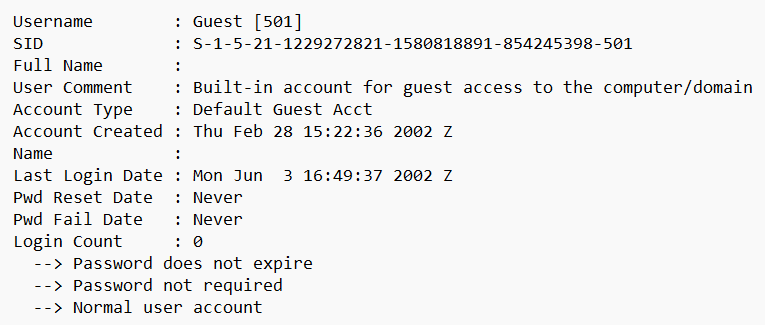 Username : Guest [501]
SID : S-1-5-21-1229272821-1580818891-854245398-501
Full Name :
User Comment : Built-in account for guest access to the computer/domain
Account Type : Default Guest Acct
Account Created : Thu Feb 28 15:22:36 2002 Z
Name :
Last Login Date : Mon Jun  3 16:49:37 2002 Z
Pwd Reset Date : Never
Pwd Fail Date : Never
Login Count : 0
--> Password does not expire
--> Password not required
--> Normal user account